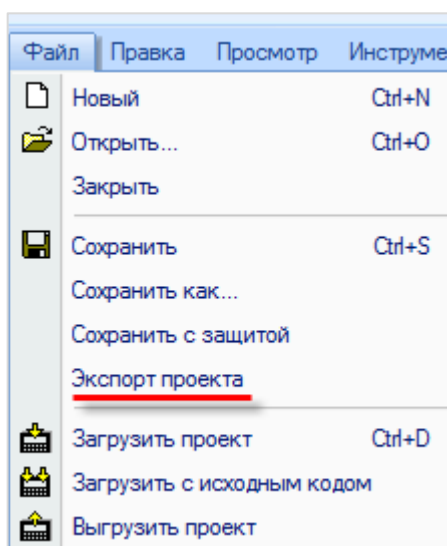 Файл Правка Просмотр Инструме
Новый Ctrl+N
Открыть... Ctrl+O
Закрыть
Сохранить Ctrl+S
Сохранить как...
Сохранить с защитой
Экспорт проекта
Загрузить проект Ctrl+D
Загрузить с исходным кодом
Выгрузить проект